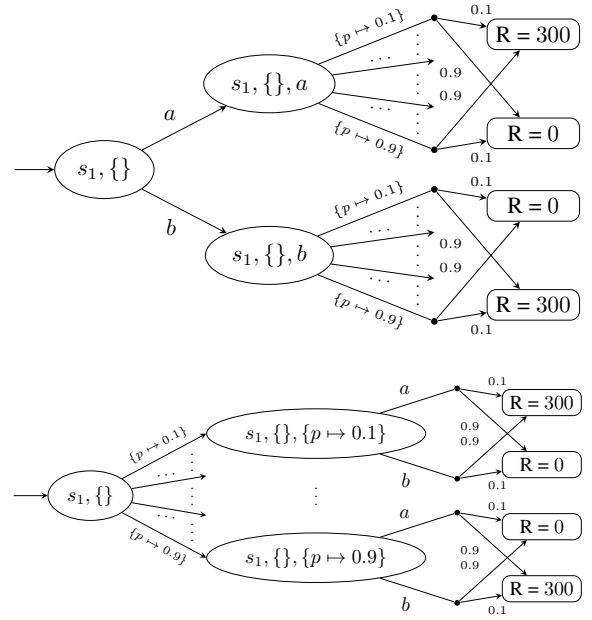 {p ↦ 0.1}
0.1
R = 300
...
s₁, {}, a
0.9
0.9
...
a
{p ↦ 0.9}
0.1
R = 0
s₁, {}
{p ↦ 0.1}
0.1
R = 0
b
...
s₁, {}, b
0.9
0.9
...
{p ↦ 0.9}
0.1
R = 300
a
0.1
R = 300
{p ↦ 0.1}
s₁, {}, {p ↦ 0.1}
0.9
0.9
...
b
0.1
R = 0
s₁, {}
...
a
0.1
R = 0
...
{p ↦ 0.9}
s₁, {}, {p ↦ 0.9}
0.9
0.9
b
0.1
R = 300